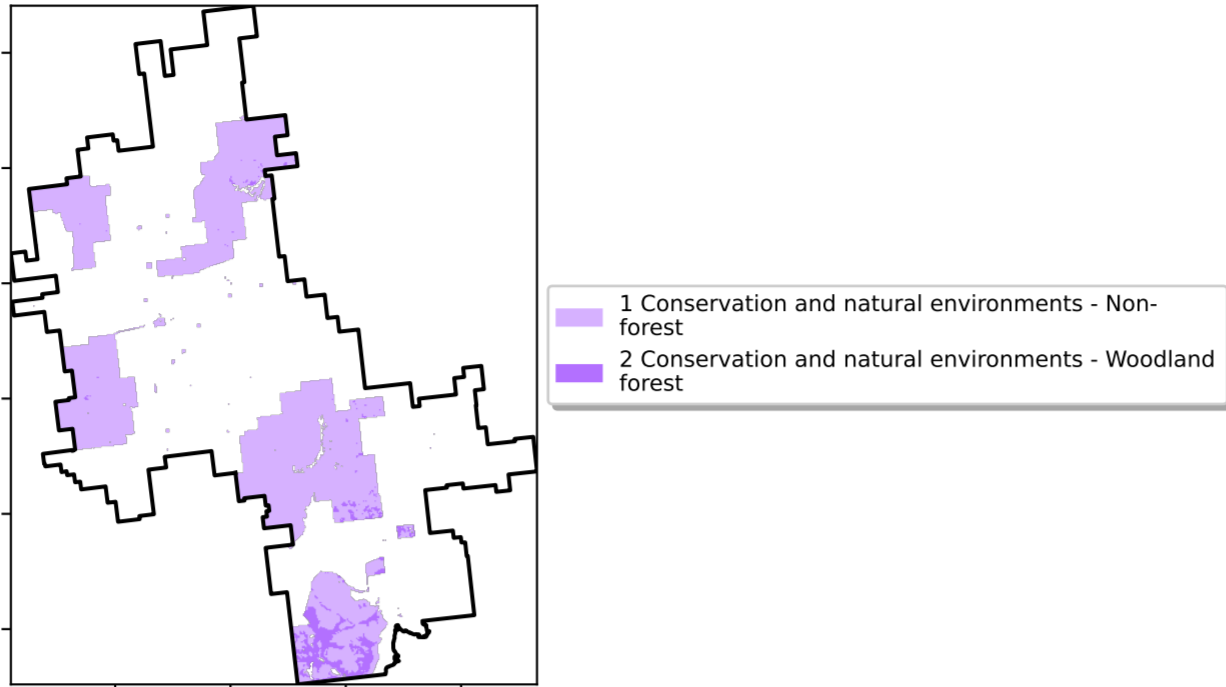 1 Conservation and natural environments - Non-
forest
2 Conservation and natural environments - Woodland
forest